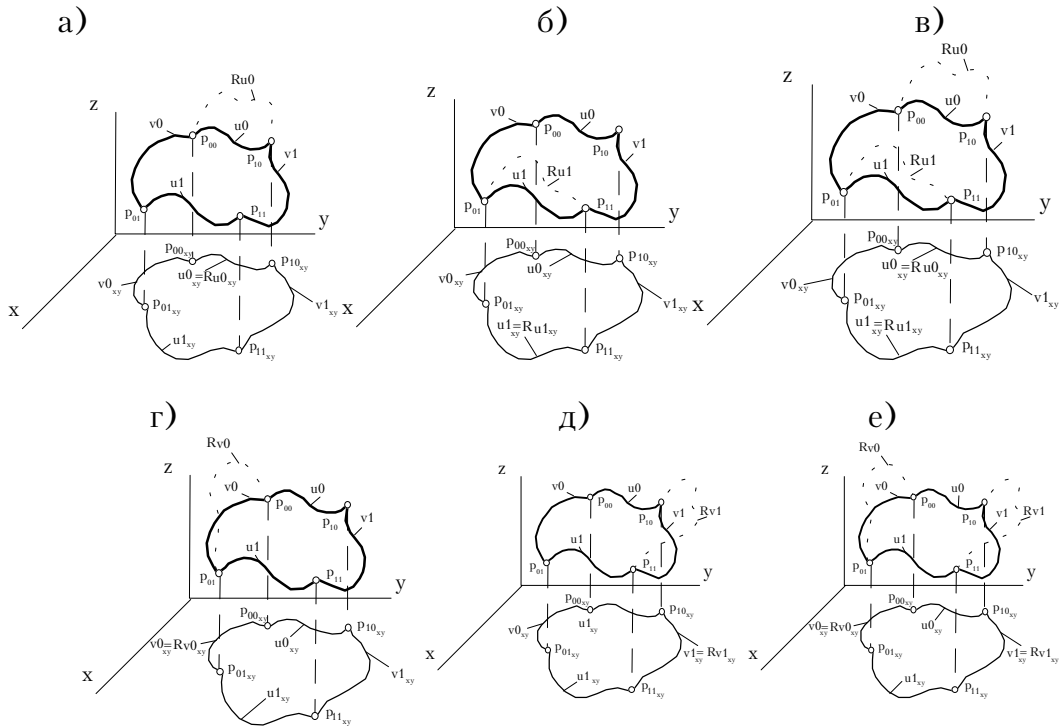 а)
б)
в)
Ru0
z
v0
u0
p00
p10
v1
u1
p01
p11
y
x
p00xy
u0xy=Ru0xy
p10xy
v0xy
v1xy
p01xy
u1xy
p11xy
z
v0
u0
p00
p10
v1
u1
Ru1
p01
p11
y
x
p00xy
u0xy
p10xy
v0xy
v1xy
p01xy
u1xy=Ru1xy
p11xy
Ru0
z
v0
u0
p00
p10
v1
u1
Ru1
p01
p11
y
x
p00xy
u0xy=Ru0xy
p10xy
v0xy
v1xy
p01xy
u1xy=Ru1xy
p11xy
г)
д)
е)
Rv0
z
v0
u0
p00
p10
v1
u1
p01
p11
y
x
p00xy
u0xy
p10xy
v0xy=Rv0xy
v1xy
p01xy
u1xy
p11xy
z
v0
u0
p00
p10
v1
Rv1
u1
p01
p11
y
x
p00xy
u1xy
p10xy
v0xy
v1xy=Rv1xy
p01xy
u1xy
p11xy
Rv0
z
v0
u0
p00
p10
v1
Rv1
u1
p01
p11
y
x
p00xy
u0xy
p10xy
v0xy=Rv0xy
v1xy=Rv1xy
p01xy
u1xy
p11xy